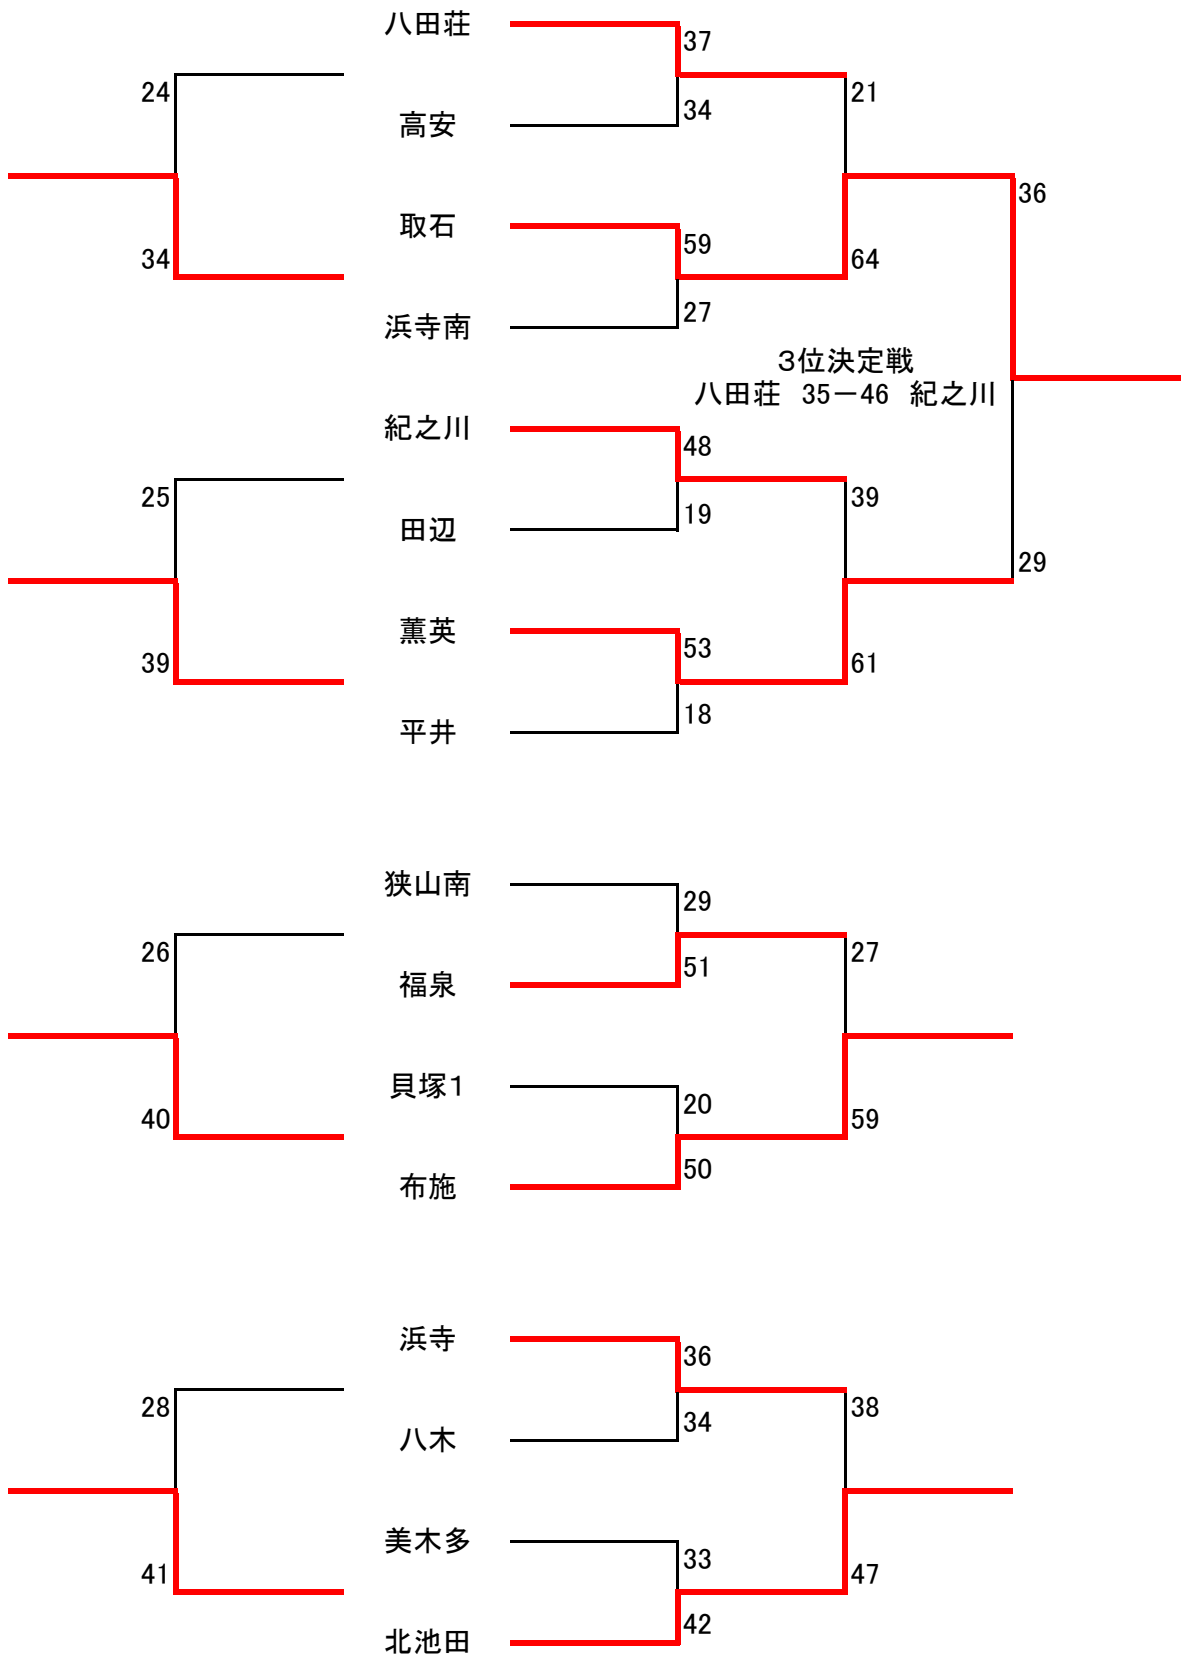 八田荘
37
24
21
高安
34
36
取石
59
34
64
浜寺南
27
３位決定戦
八田荘　35－46　紀之川
紀之川
48
25
39
田辺
19
29
薫英
53
39
61
平井
18
狭山南
29
26
27
福泉
51
貝塚1
20
40
59
布施
50
浜寺
36
28
38
八木
34
美木多
33
41
47
北池田
42